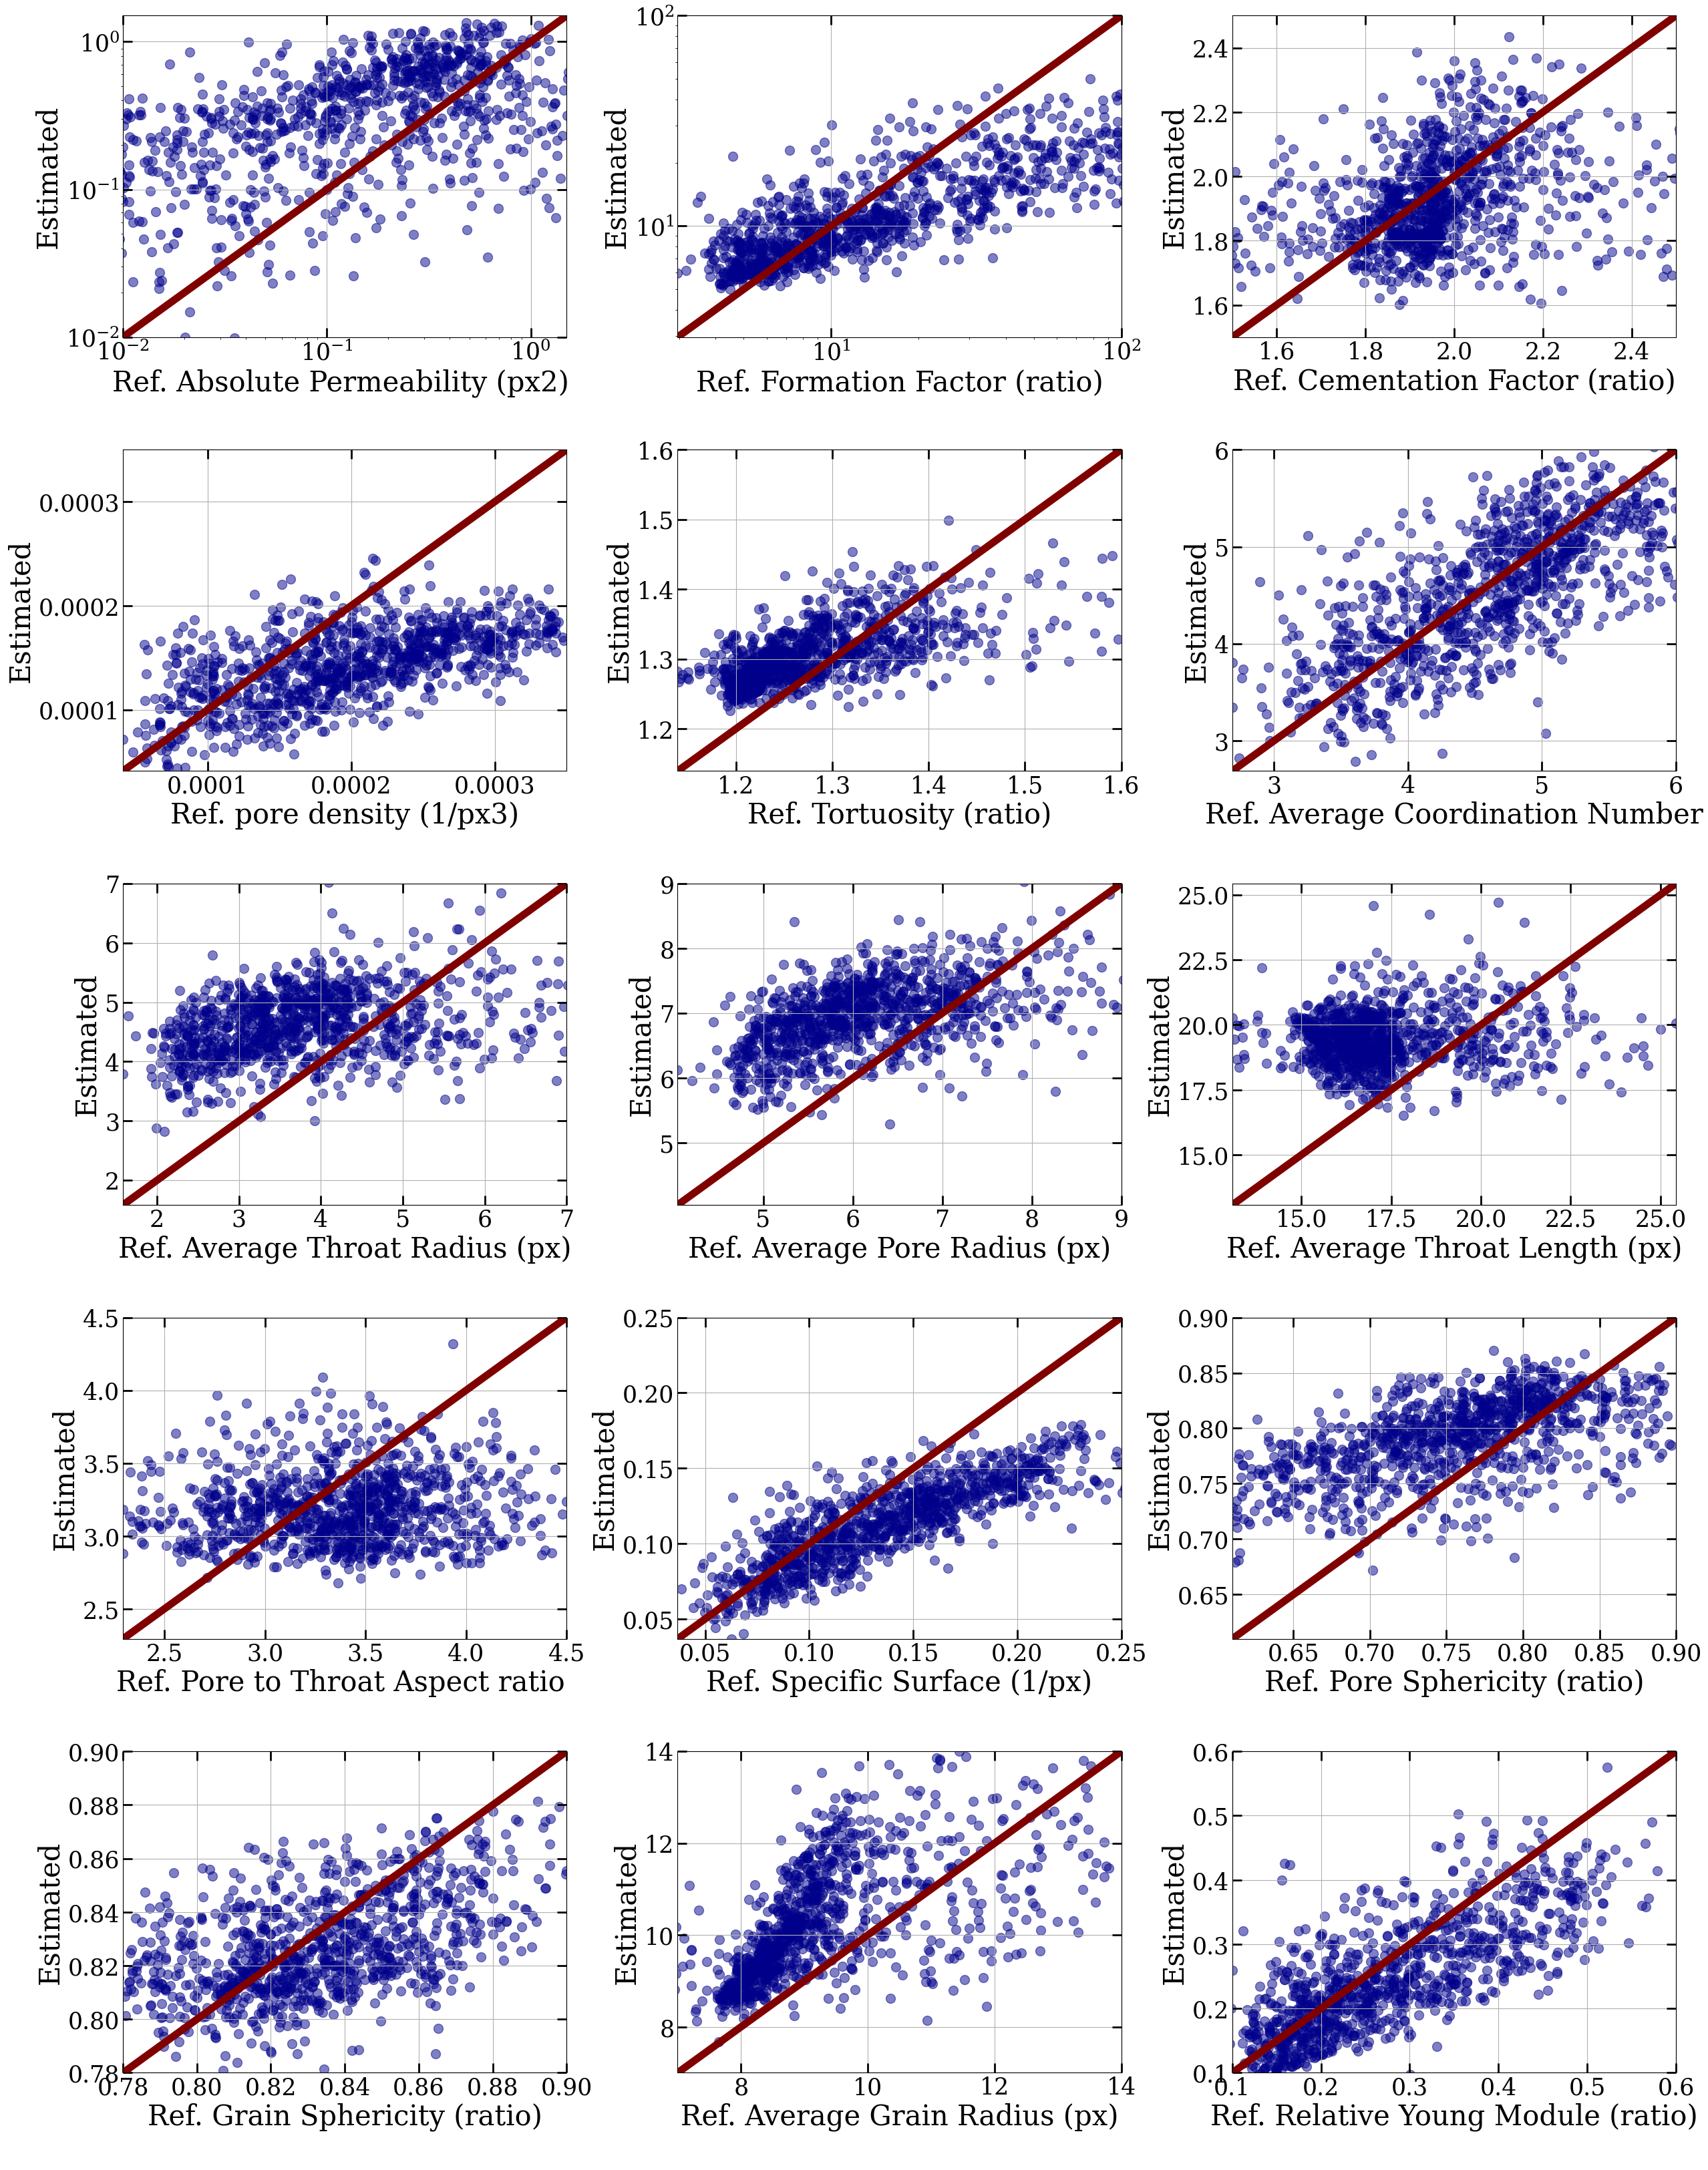 Estimated
10⁰
10⁻¹
10⁻²
10⁻² 10⁻¹ 10⁰
Ref. Absolute Permeability (px2)
Estimated
10²
10¹
10¹ 10²
Ref. Formation Factor (ratio)
Estimated
2.4
2.2
2.0
1.8
1.6
1.6 1.8 2.0 2.2 2.4
Ref. Cementation Factor (ratio)
Estimated
0.0003
0.0002
0.0001
0.0001 0.0002 0.0003
Ref. pore density (1/px3)
Estimated
1.6
1.5
1.4
1.3
1.2
1.2 1.3 1.4 1.5 1.6
Ref. Tortuosity (ratio)
Estimated
6
5
4
3
3 4 5 6
Ref. Average Coordination Number
Estimated
7
6
5
4
3
2
2 3 4 5 6 7
Ref. Average Throat Radius (px)
Estimated
9
8
7
6
5
5 6 7 8 9
Ref. Average Pore Radius (px)
Estimated
25.0
22.5
20.0
17.5
15.0
15.0 17.5 20.0 22.5 25.0
Ref. Average Throat Length (px)
Estimated
4.5
4.0
3.5
3.0
2.5
2.5 3.0 3.5 4.0 4.5
Ref. Pore to Throat Aspect ratio
Estimated
0.25
0.20
0.15
0.10
0.05
0.05 0.10 0.15 0.20 0.25
Ref. Specific Surface (1/px)
Estimated
0.90
0.85
0.80
0.75
0.70
0.65
0.65 0.70 0.75 0.80 0.85 0.90
Ref. Pore Sphericity (ratio)
Estimated
0.90
0.88
0.86
0.84
0.82
0.80
0.78
0.78 0.80 0.82 0.84 0.86 0.88 0.90
Ref. Grain Sphericity (ratio)
Estimated
14
12
10
8
8 10 12 14
Ref. Average Grain Radius (px)
Estimated
0.6
0.5
0.4
0.3
0.2
0.1
0.1 0.2 0.3 0.4 0.5 0.6
Ref. Relative Young Module (ratio)